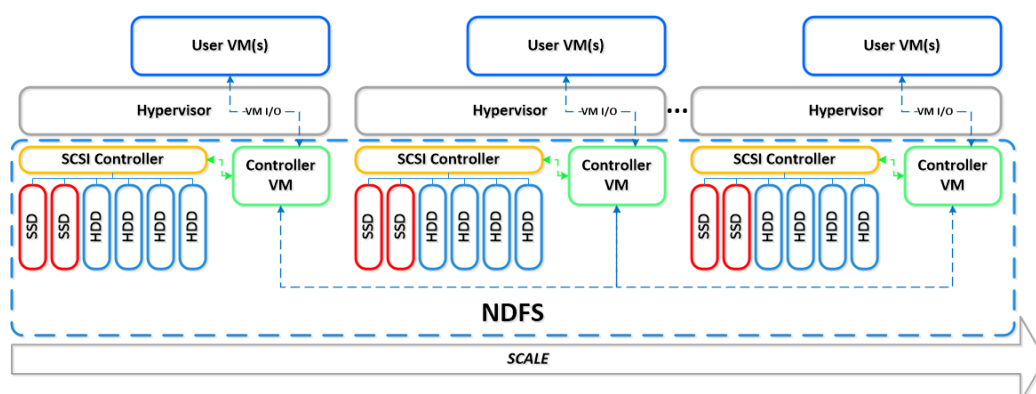 User VM(s)
User VM(s)
User VM(s)
Hypervisor
-VM I/O
Hypervisor
-VM I/O
...
Hypervisor
-VM I/O
SCSI Controller
Controller
VM
SCSI Controller
Controller
VM
SCSI Controller
Controller
VM
SSD
SSD
HDD
HDD
HDD
HDD
SSD
SSD
HDD
HDD
HDD
HDD
SSD
SSD
HDD
HDD
HDD
HDD
NDFS
SCALE